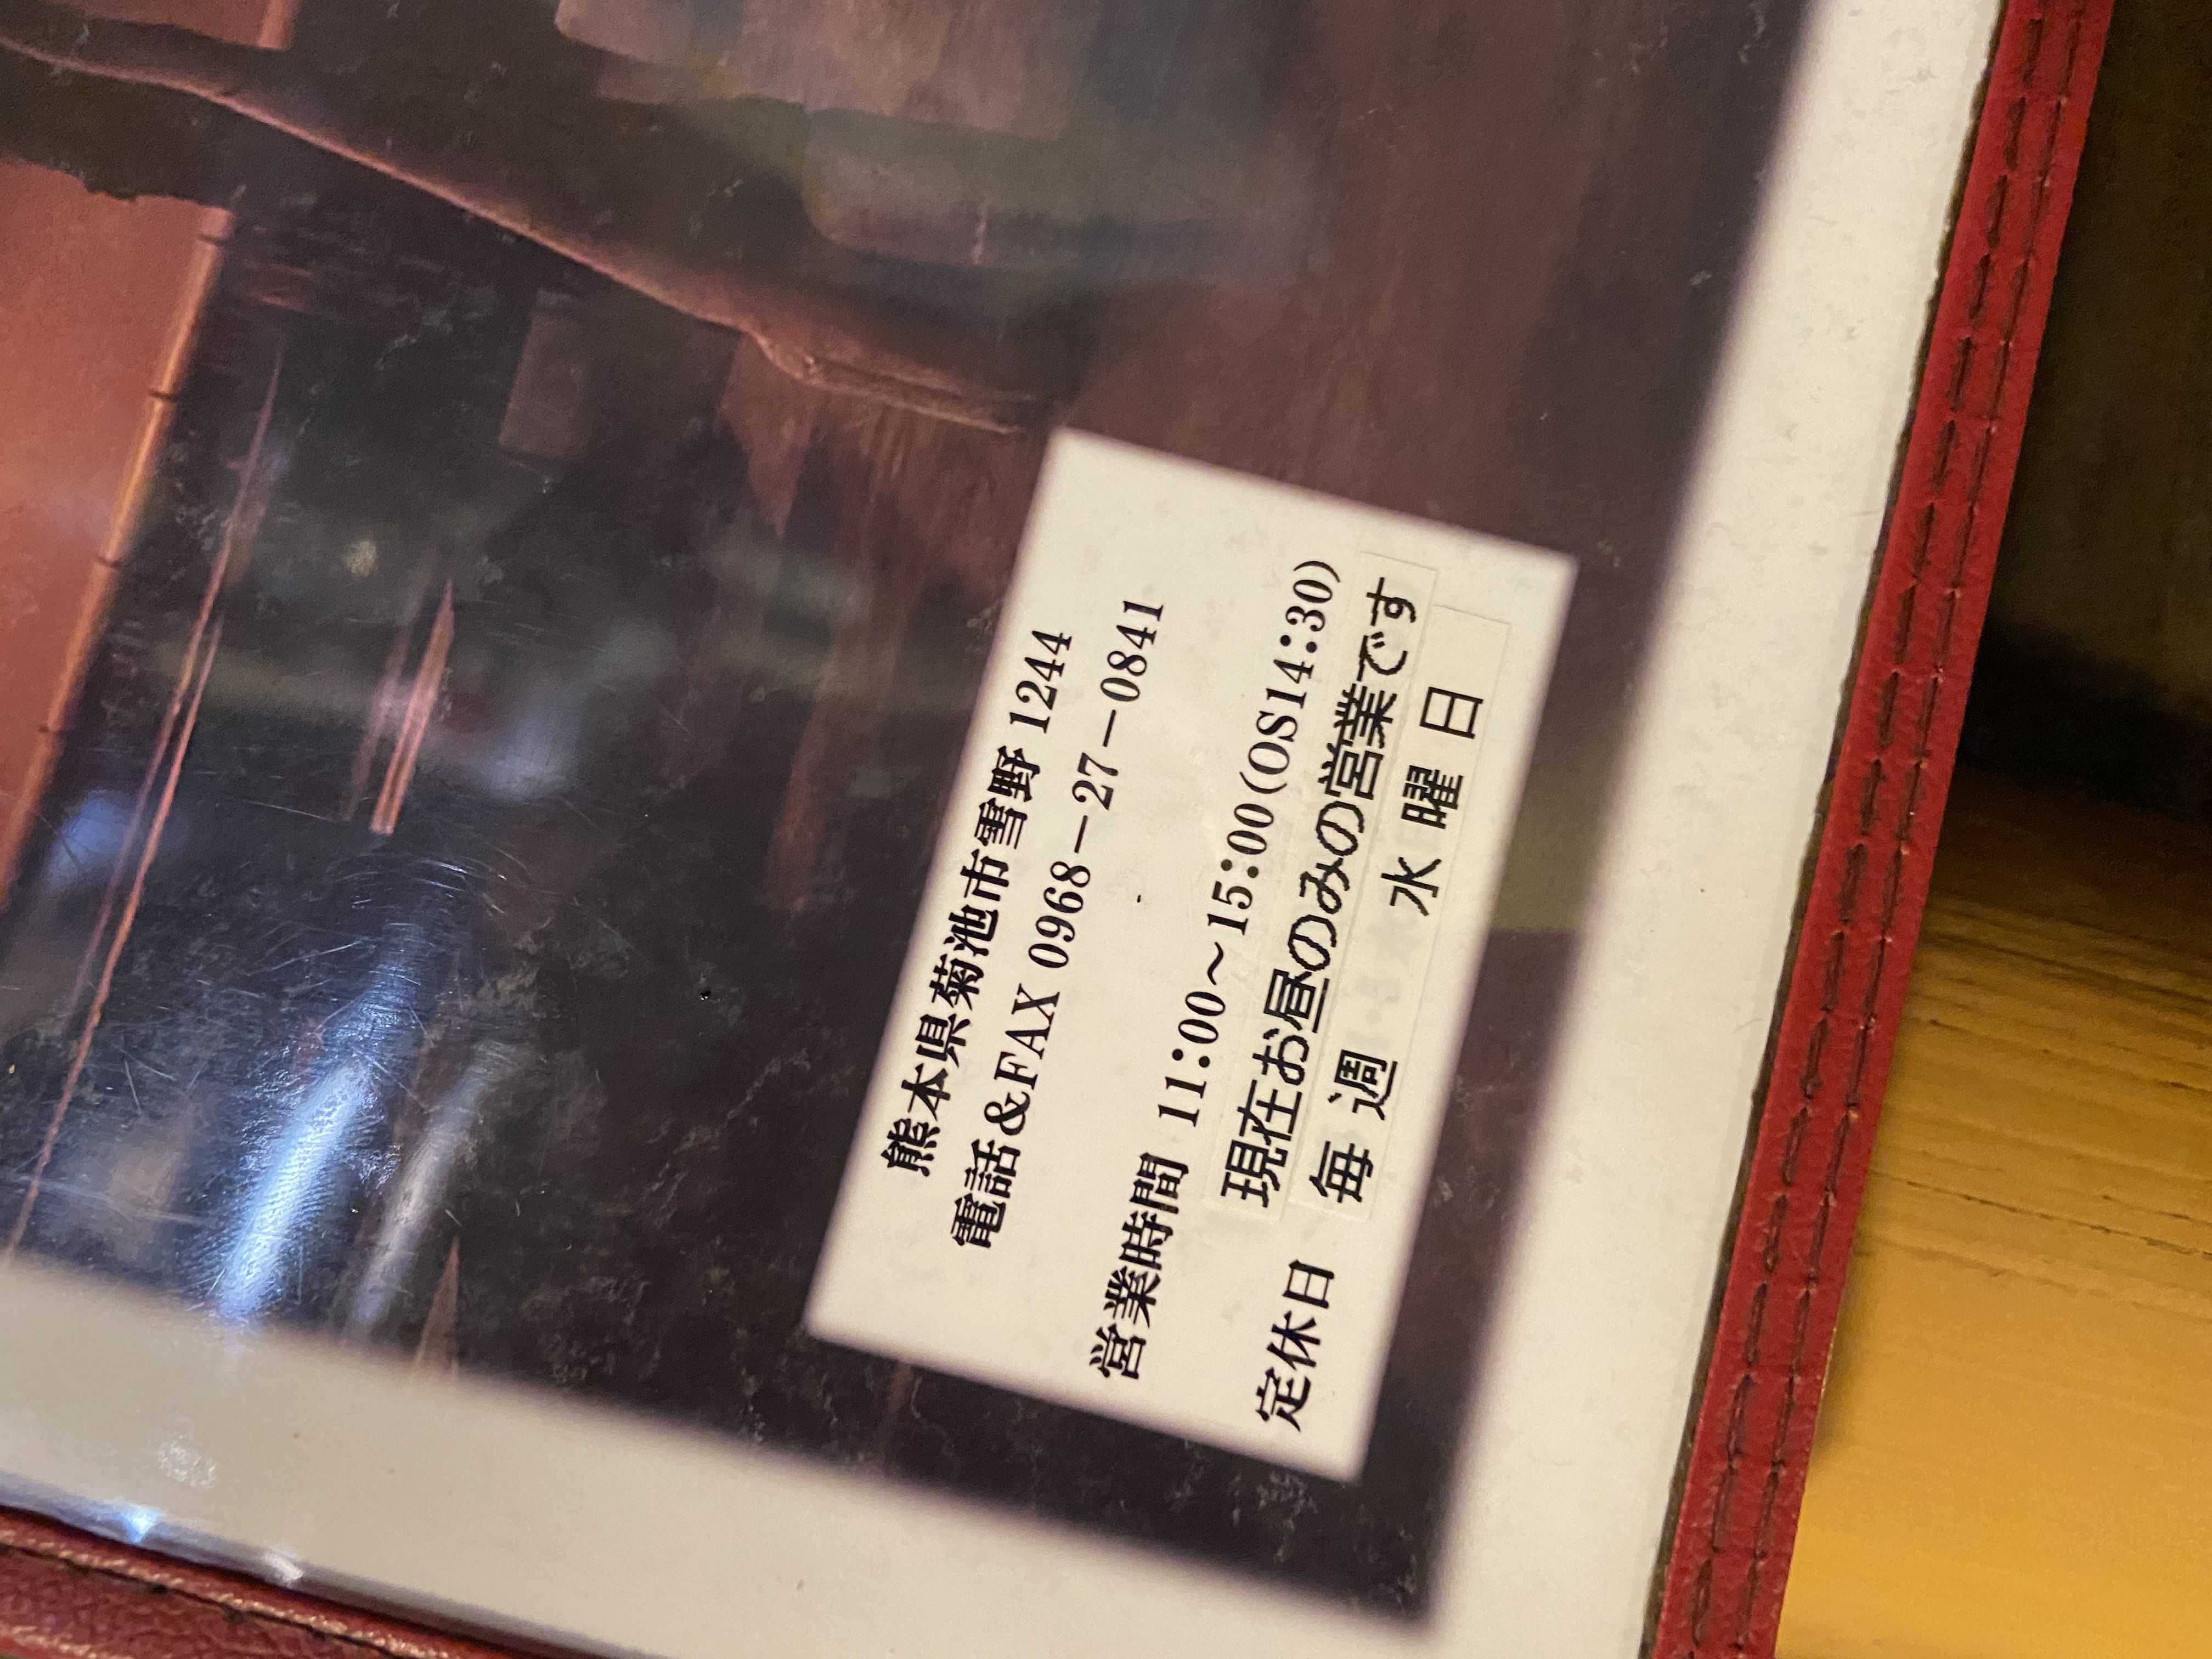 熊本県菊池市雪野 1244
電話&FAX 0968－27－0841
営業時間 11:00～15:00(OS14:30)
現在お昼のみの営業です
定休日 毎週 水曜日